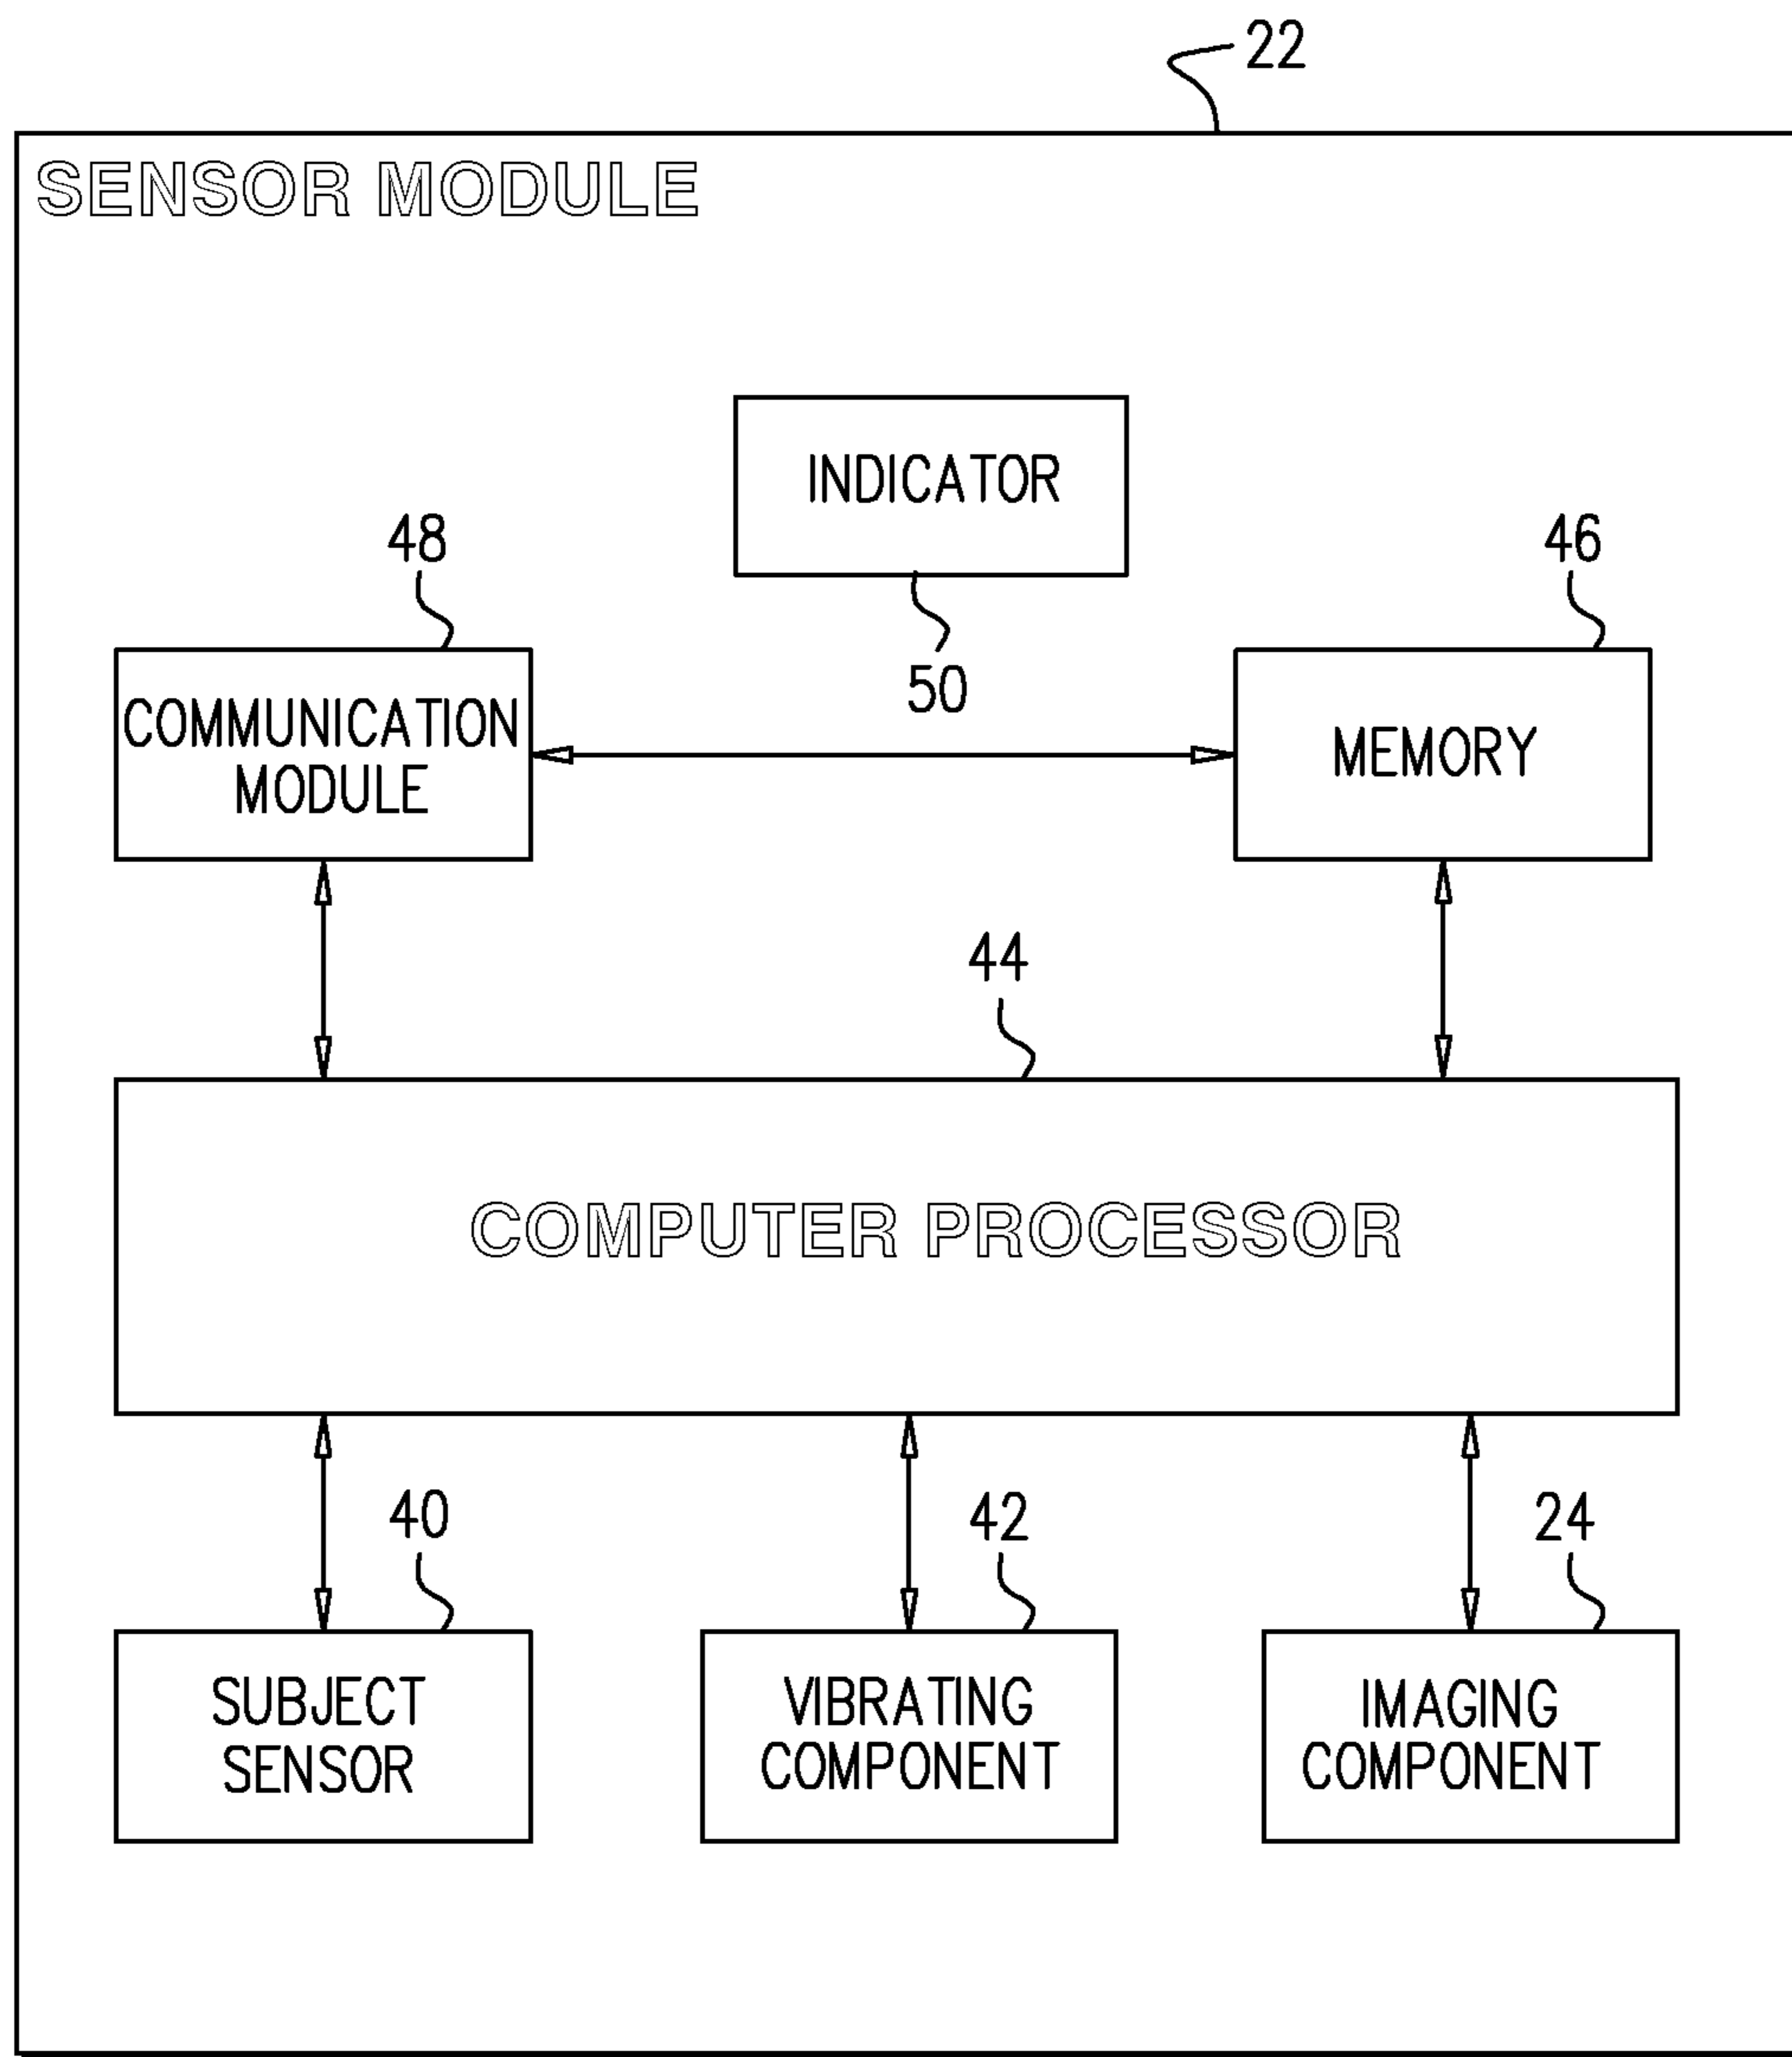 22
SENSOR MODULE
INDICATOR
48
46
50
COMMUNICATION
MODULE
MEMORY
44
COMPUTER PROCESSOR
40
42
24
SUBJECT
SENSOR
VIBRATING
COMPONENT
IMAGING
COMPONENT